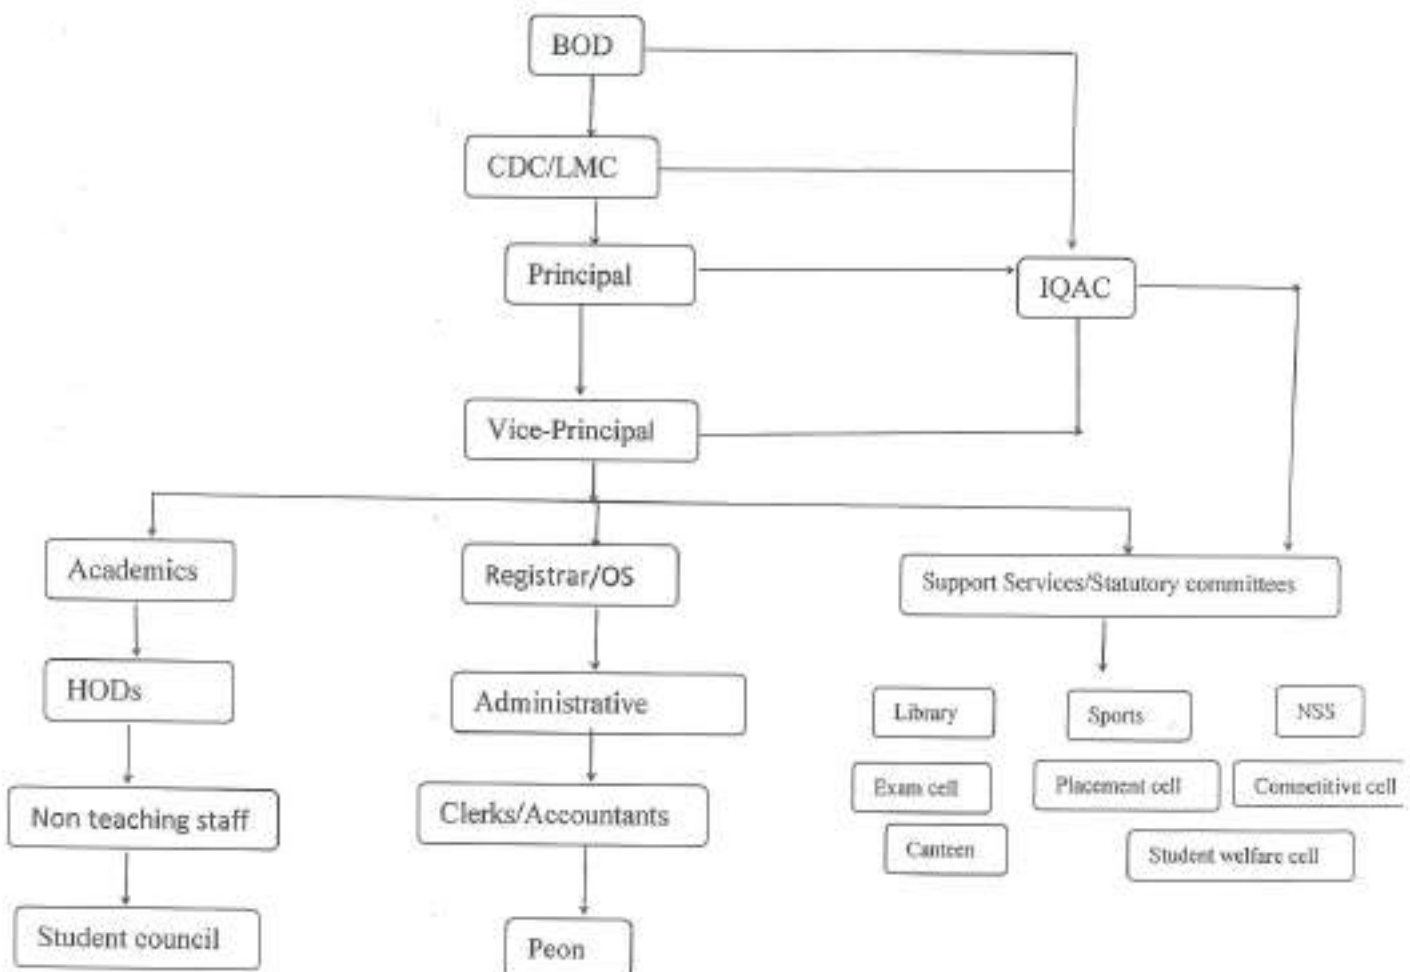 BOD
CDC/LMC
Principal
IQAC
Vice-Principal
Academics
Registrar/OS
Support Services/Statutory committees
HODs
Administrative
Library
Sports
NSS
Exam cell
Placement cell
Competitive cell
Non teaching staff
Clerks/Accountants
Canteen
Student welfare cell
Student council
Peon